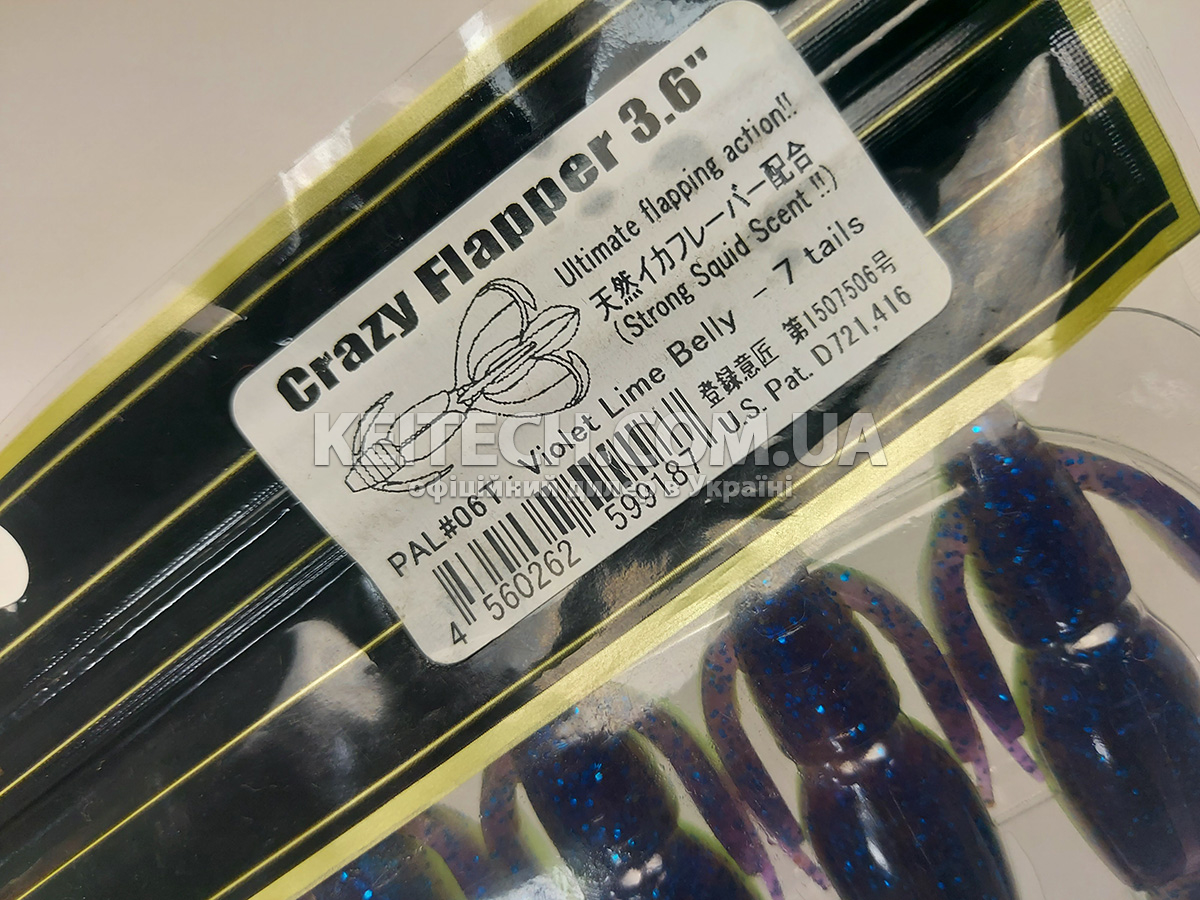 Crazy Flapper 3.6"
Ultimate flapping action!!
天然イカフレーバー配合
(Strong Squid Scent !!)
Violet Lime Belly - 7 tails
登録意匠 第1507506号
U.S. Pat. D721,416
4 560262 599187
KEITECH.COM.UA
офіційний дилер в Україні